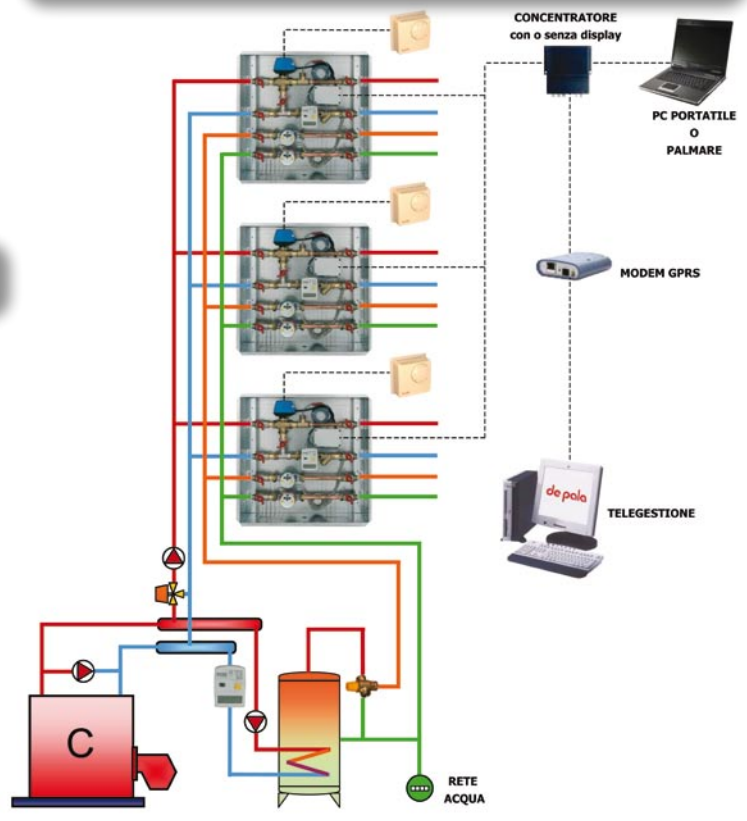 CONCENTRATORE
con o senza display
PC PORTATILE
O
PALMARE
MODEM GPRS
de pala
TELEGESTIONE
C
RETE
ACQUA